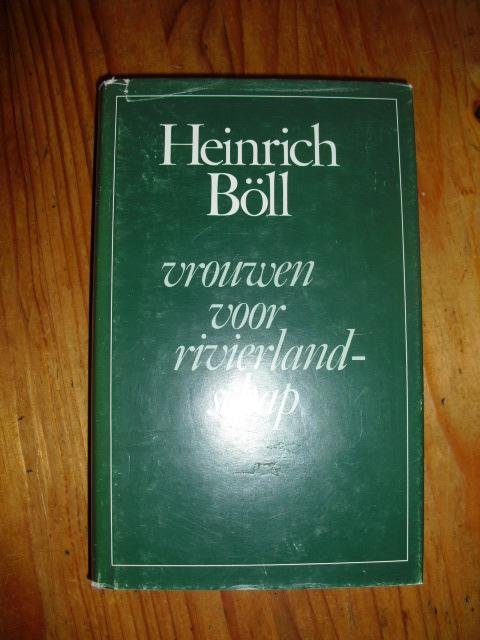 Heinrich
Böll
vrouwen
voor
rivierland-
schap